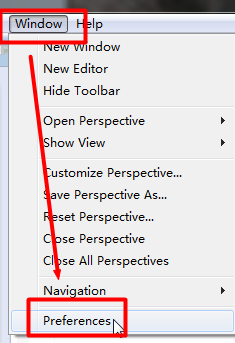 Window Help
New Window
New Editor
Hide Toolbar
Open Perspective
Show View
Customize Perspective...
Save Perspective As...
Reset Perspective...
Close Perspective
Close All Perspectives
Navigation
Preferences